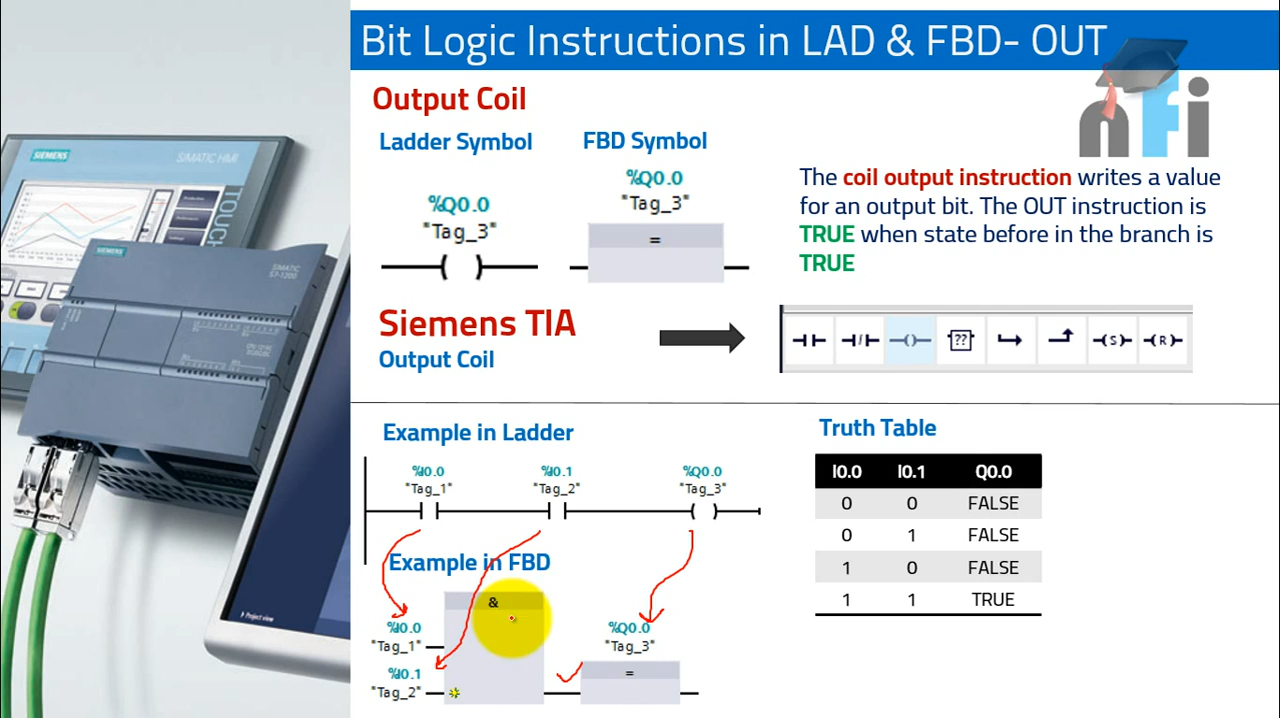 Bit Logic Instructions in LAD & FBD- OUT
nfi
Output Coil
Ladder Symbol
FBD Symbol
%Q0.0
"Tag_3"
%Q0.0
"Tag_3"
=
The coil output instruction writes a value
for an output bit. The OUT instruction is
TRUE when state before in the branch is
TRUE
Siemens TIA
Output Coil
??
S
R
Example in Ladder
%I0.0
"Tag_1"
%I0.1
"Tag_2"
%Q0.0
"Tag_3"
Example in FBD
&
%I0.0
"Tag_1"
%I0.1
"Tag_2"
%Q0.0
"Tag_3"
=
Truth Table
I0.0 I0.1 Q0.0
0 0 FALSE
0 1 FALSE
1 0 FALSE
1 1 TRUE
SIEMENS
SIMATIC HMI
TOUCH
SIEMENS
SIMATIC
S7-1200
Project view